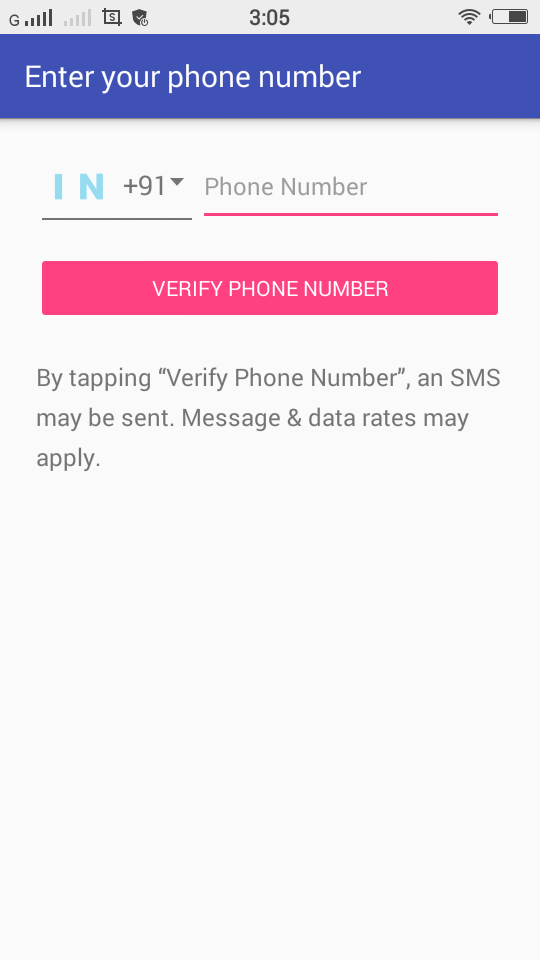 G 3:05
Enter your phone number
IN +91 Phone Number
VERIFY PHONE NUMBER
By tapping “Verify Phone Number”, an SMS
may be sent. Message & data rates may
apply.